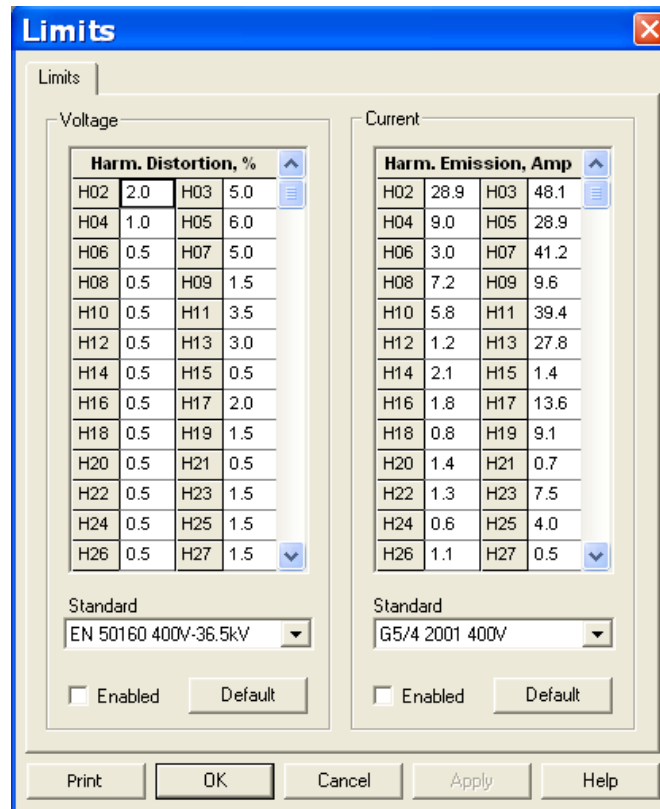 Limits
Limits
Voltage
Harm. Distortion, %
H02 2.0 H03 5.0
H04 1.0 H05 6.0
H06 0.5 H07 5.0
H08 0.5 H09 1.5
H10 0.5 H11 3.5
H12 0.5 H13 3.0
H14 0.5 H15 0.5
H16 0.5 H17 2.0
H18 0.5 H19 1.5
H20 0.5 H21 0.5
H22 0.5 H23 1.5
H24 0.5 H25 1.5
H26 0.5 H27 1.5
Standard
EN 50160 400V-36.5kV
Enabled Default
Current
Harm. Emission, Amp
H02 28.9 H03 48.1
H04 9.0 H05 28.9
H06 3.0 H07 41.2
H08 7.2 H09 9.6
H10 5.8 H11 39.4
H12 1.2 H13 27.8
H14 2.1 H15 1.4
H16 1.8 H17 13.6
H18 0.8 H19 9.1
H20 1.4 H21 0.7
H22 1.3 H23 7.5
H24 0.6 H25 4.0
H26 1.1 H27 0.5
Standard
G5/4 2001 400V
Enabled Default
Print OK Cancel Apply Help